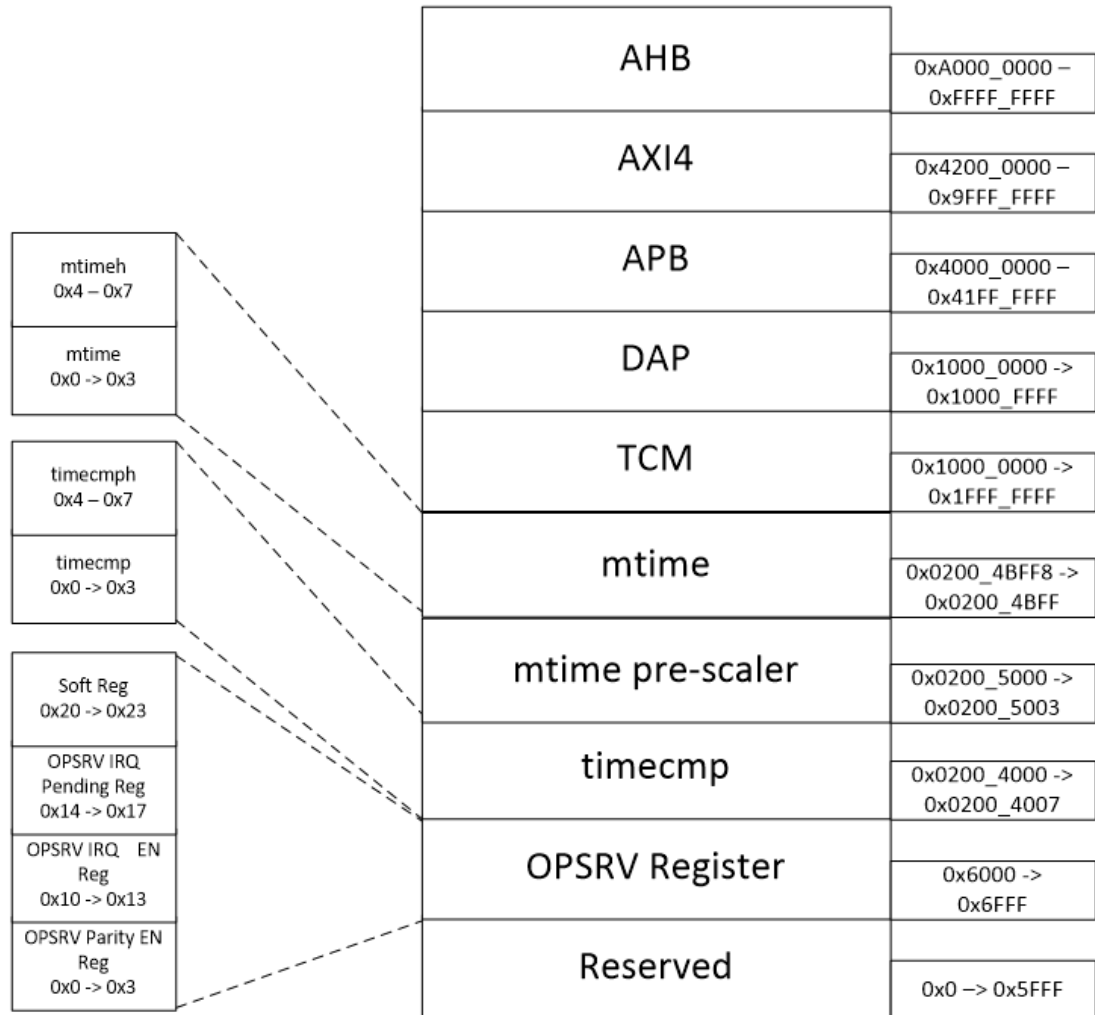 AHB
0xA000_0000 –
0xFFFF_FFFF
AXI4
0x4200_0000 –
0x9FFF_FFFF
APB
0x4000_0000 –
0x41FF_FFFF
DAP
0x1000_0000 ->
0x1000_FFFF
TCM
0x1000_0000 ->
0x1FFF_FFFF
mtime
0x0200_4BFF8 ->
0x0200_4BFF
mtime pre-scaler
0x0200_5000 ->
0x0200_5003
timecmp
0x0200_4000 ->
0x0200_4007
OPSRV Register
0x6000 ->
0x6FFF
Reserved
0x0 –> 0x5FFF
mtimeh
0x4 – 0x7
mtime
0x0 -> 0x3
timecmph
0x4 – 0x7
timecmp
0x0 -> 0x3
Soft Reg
0x20 -> 0x23
OPSRV IRQ
Pending Reg
0x14 -> 0x17
OPSRV IRQ EN
Reg
0x10 -> 0x13
OPSRV Parity EN
Reg
0x0 -> 0x3